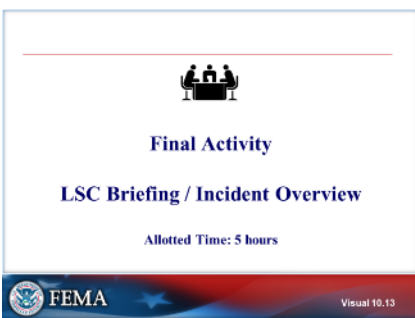 Final Activity
LSC Briefing / Incident Overview
Allotted Time: 5 hours
FEMA
Visual 10.13